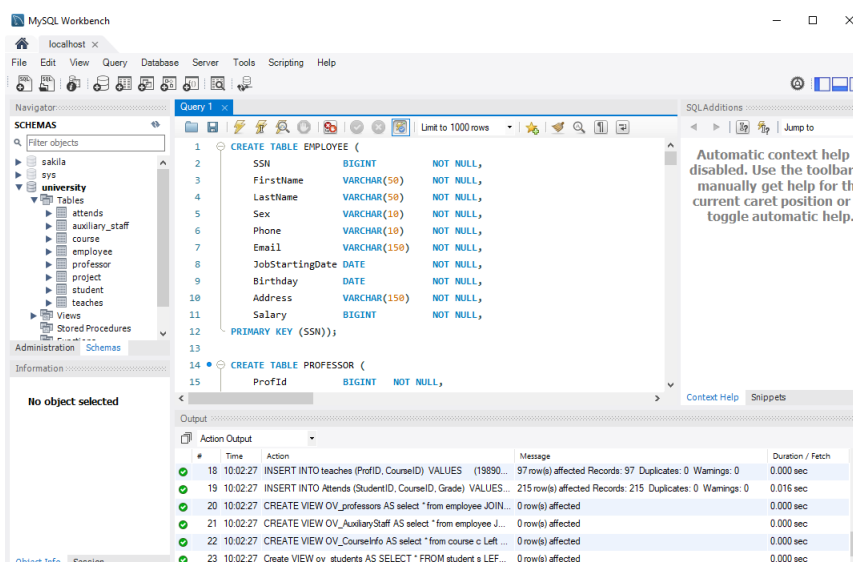 MySQL Workbench
localhost
File Edit View Query Database Server Tools Scripting Help
Navigator
SCHEMAS
Filter objects
sakila
sys
university
Tables
attends
auxiliary_staff
course
employee
professor
project
student
teaches
Views
Stored Procedures
Administration Schemas
Information
No object selected
Object Info Session
Query 1
Limit to 1000 rows
1 CREATE TABLE EMPLOYEE (
2 SSN BIGINT NOT NULL,
3 FirstName VARCHAR(50) NOT NULL,
4 LastName VARCHAR(50) NOT NULL,
5 Sex VARCHAR(10) NOT NULL,
6 Phone VARCHAR(10) NOT NULL,
7 Email VARCHAR(150) NOT NULL,
8 JobStartingDate DATE NOT NULL,
9 Birthday DATE NOT NULL,
10 Address VARCHAR(150) NOT NULL,
11 Salary BIGINT NOT NULL,
12 PRIMARY KEY (SSN));
13
14 CREATE TABLE PROFESSOR (
15 ProfId BIGINT NOT NULL,
SQLAdditions
Jump to
Automatic context help
disabled. Use the toolbar
manually get help for th
current caret position or
toggle automatic help.
Context Help Snippets
Output
Action Output
# Time Action Message Duration / Fetch
18 10:02:27 INSERT INTO teaches (ProfID, CourseID) VALUES (19890... 97 row(s) affected Records: 97 Duplicates: 0 Warnings: 0 0.000 sec
19 10:02:27 INSERT INTO Attends (StudentID, CourseID, Grade) VALUES... 215 row(s) affected Records: 215 Duplicates: 0 Warnings: 0 0.016 sec
20 10:02:27 CREATE VIEW OV_professors AS select * from employee JOIN... 0 row(s) affected 0.000 sec
21 10:02:27 CREATE VIEW OV_AuxiliaryStaff AS select * from employee J... 0 row(s) affected 0.000 sec
22 10:02:27 CREATE VIEW OV_CourseInfo AS select * from course c Left ... 0 row(s) affected 0.000 sec
23 10:02:27 Create VIEW ov_students AS SELECT * FROM student s LEF... 0 row(s) affected 0.000 sec